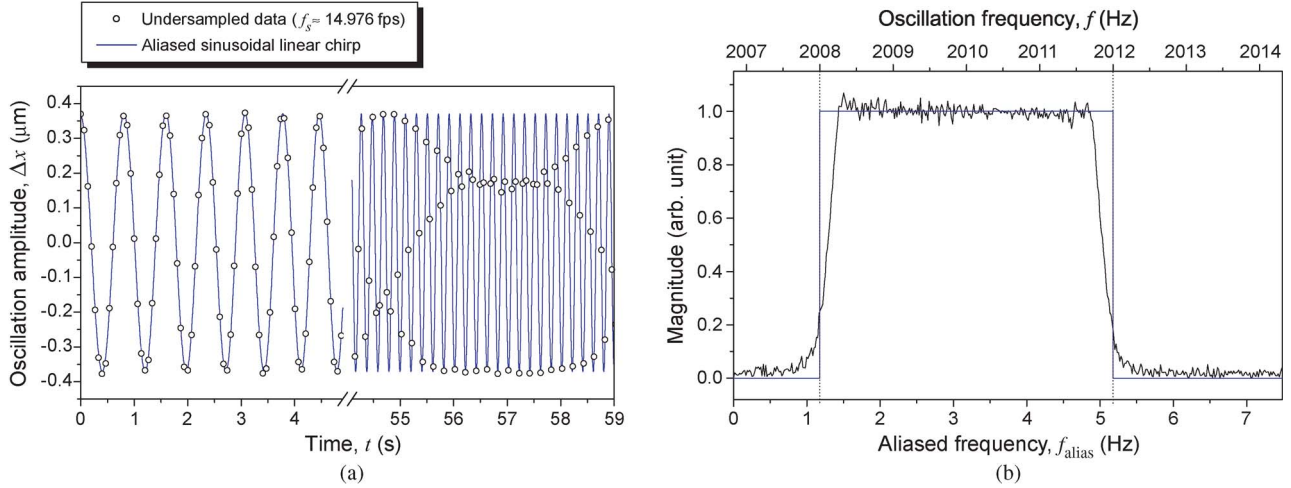 Undersampled data (fs ≈ 14.976 fps)
Aliased sinusoidal linear chirp
Oscillation amplitude, Δx (μm)
0.4
0.3
0.2
0.1
0.0
-0.1
-0.2
-0.3
-0.4
0 1 2 3 4 55 56 57 58 59
Time, t (s)
(a)
Oscillation frequency, f (Hz)
2007 2008 2009 2010 2011 2012 2013 2014
Magnitude (arb. unit)
1.0
0.8
0.6
0.4
0.2
0.0
0 1 2 3 4 5 6 7
Aliased frequency, falias (Hz)
(b)